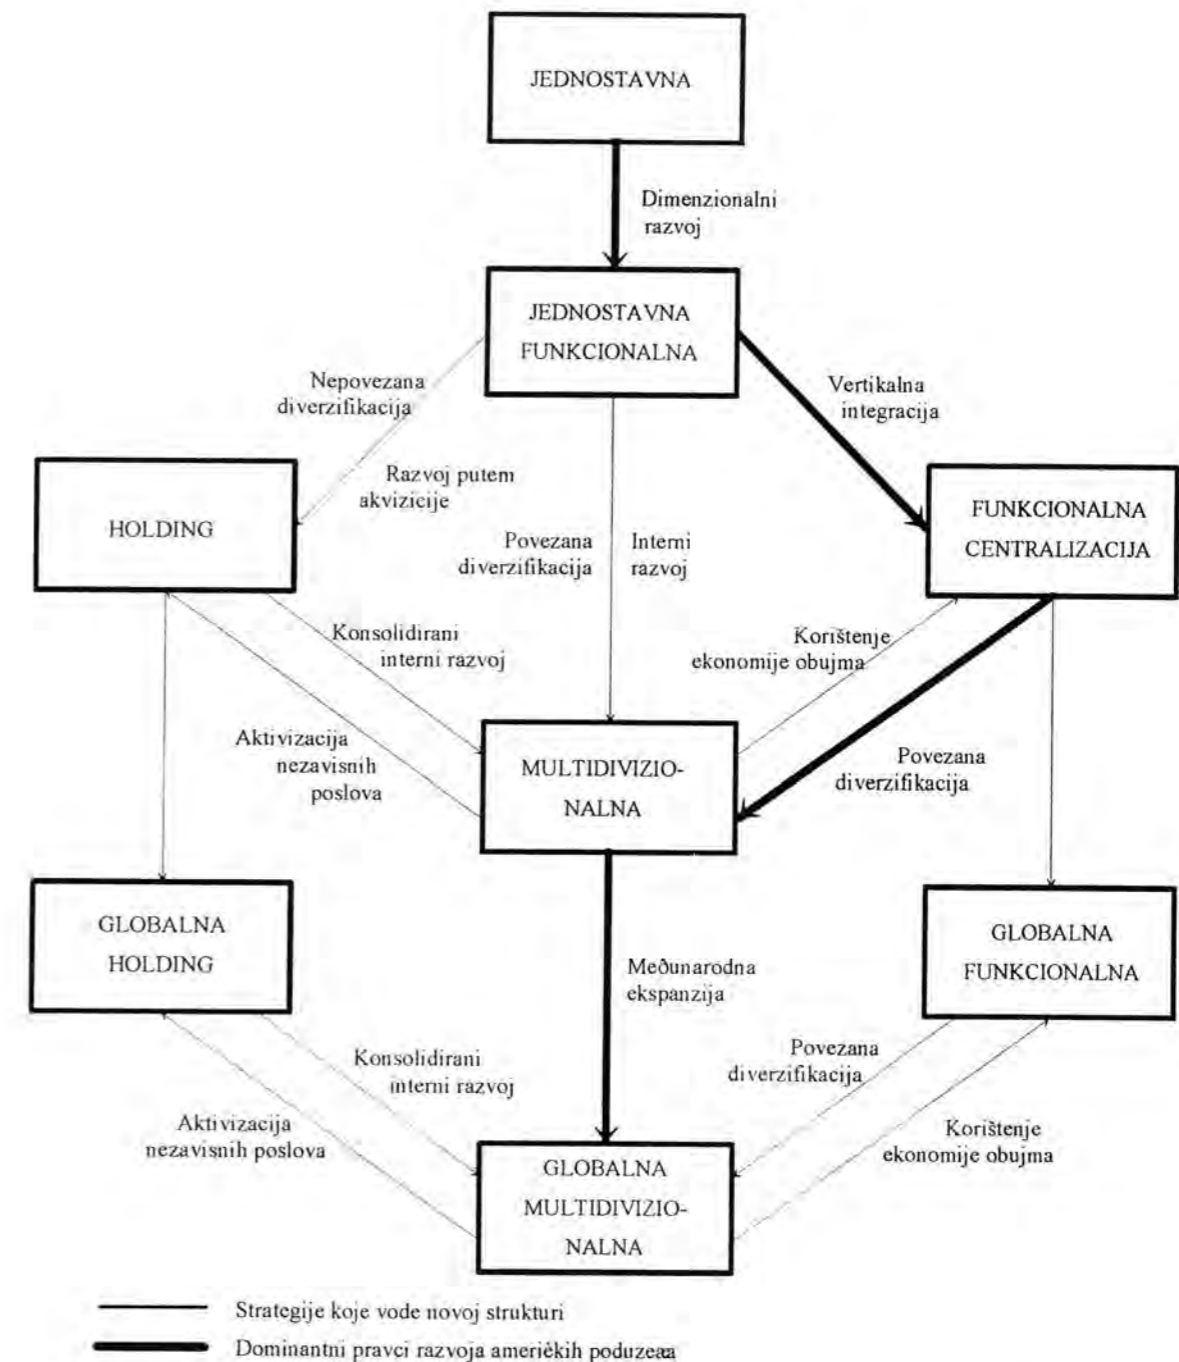 JEDNOSTAVNA
Dimenzionalni
razvoj
JEDNOSTAVNA
FUNKCIONALNA
Nepovezana
diverzifikacija
Vertikalna
integracija
Razvoj putem
akvizicije
HOLDING
FUNKCIONALNA
CENTRALIZACIJA
Povezana
diverzifikacija
Interni
razvoj
Konsolidirani
interni razvoj
Korištenje
ekonomije obujma
Aktivizacija
nezavisnih
poslova
MULTIDIVIZIO-
NALNA
Povezana
diverzifikacija
GLOBALNA
HOLDING
GLOBALNA
FUNKCIONALNA
Meðunarodna
ekspanzija
Konsolidirani
interni razvoj
Povezana
diverzifikacija
Aktivizacija
nezavisnih poslova
Korištenje
ekonomije obujma
GLOBALNA
MULTIDIVIZIO-
NALNA
Strategije koje vode novoj strukturi
Dominantni pravci razvoja amerièkih poduzeaa